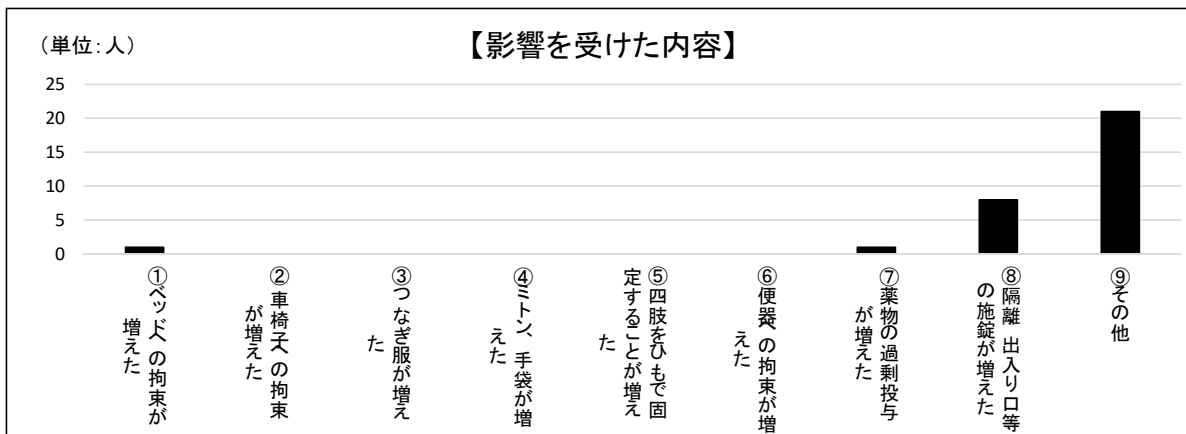 (単位:人)
【影響を受けた内容】
25
20
15
10
5
0
①ベッドへの拘束が
増えた
②車椅子への拘束
が増えた
③つなぎ服が増え
た
④ミトン、手袋が増
えた
⑤四肢をひもで固
定することが増え
た
⑥便器への拘束が増
えた
⑦薬物の過剰投与
が増えた
⑧隔離 出入り口等
の施錠が増えた
⑨その他